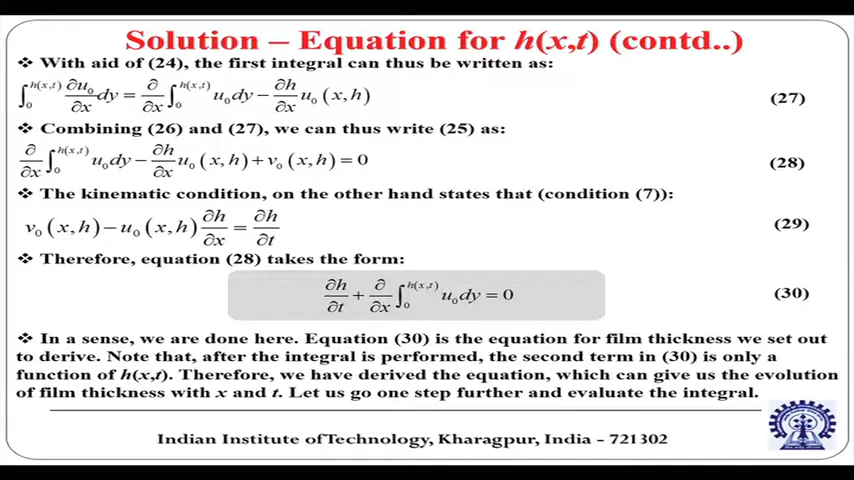 Solution – Equation for h(x,t) (contd..)
❖ With aid of (24), the first integral can thus be written as:
∫₀^{h(x,t)} ∂u₀/∂x dy = ∂/∂x ∫₀^{h(x,t)} u₀dy − ∂h/∂x u₀(x,h) (27)
❖ Combining (26) and (27), we can thus write (25) as:
∂/∂x ∫₀^{h(x,t)} u₀dy − ∂h/∂x u₀(x,h) + v₀(x,h) = 0 (28)
❖ The kinematic condition, on the other hand states that (condition (7)):
v₀(x,h) − u₀(x,h) ∂h/∂x = ∂h/∂t (29)
❖ Therefore, equation (28) takes the form:
∂h/∂t + ∂/∂x ∫₀^{h(x,t)} u₀dy = 0 (30)
❖ In a sense, we are done here. Equation (30) is the equation for film thickness we set out
to derive. Note that, after the integral is performed, the second term in (30) is only a
function of h(x,t). Therefore, we have derived the equation, which can give us the evolution
of film thickness with x and t. Let us go one step further and evaluate the integral.
Indian Institute of Technology, Kharagpur, India - 721302